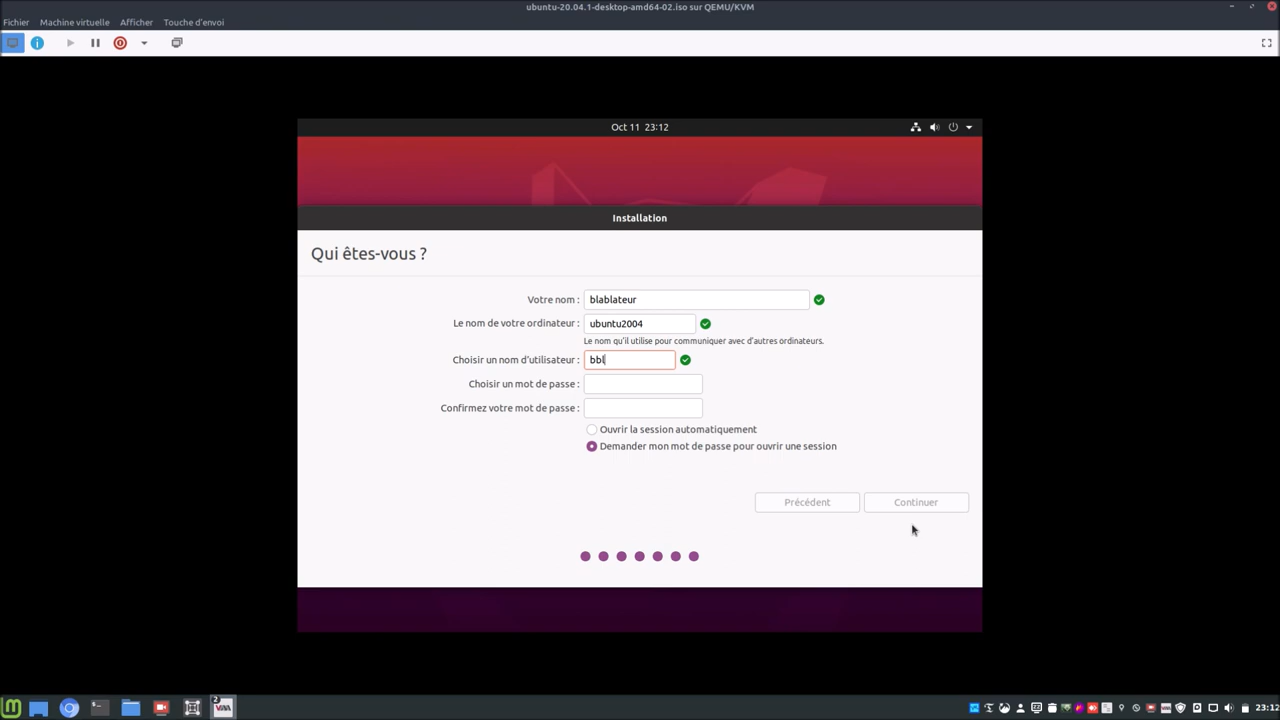 ubuntu-20.04.1-desktop-amd64-02.iso sur QEMU/KVM
Fichier Machine virtuelle Afficher Touche d'envoi
Oct 11 23:12
Installation
Qui êtes-vous ?
Votre nom : blablateur
Le nom de votre ordinateur : ubuntu2004
Le nom qu'il utilise pour communiquer avec d'autres ordinateurs.
Choisir un nom d'utilisateur : bbl
Choisir un mot de passe :
Confirmez votre mot de passe :
Ouvrir la session automatiquement
Demander mon mot de passe pour ouvrir une session
Précédent Continuer
2
23:12